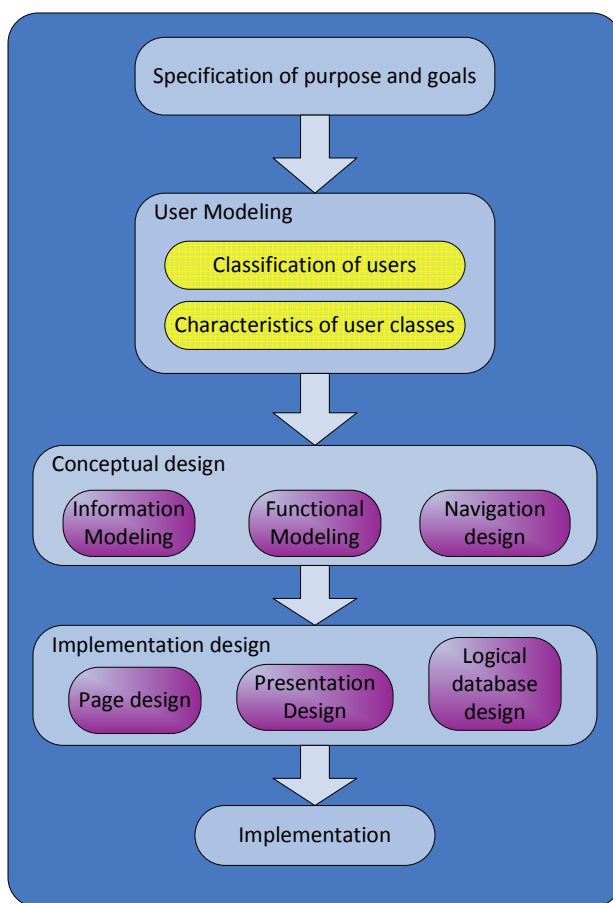 Specification of purpose and goals
User Modeling
Classification of users
Characteristics of user classes
Conceptual design
Information
Modeling
Functional
Modeling
Navigation
design
Implementation design
Page design
Presentation
Design
Logical
database
design
Implementation